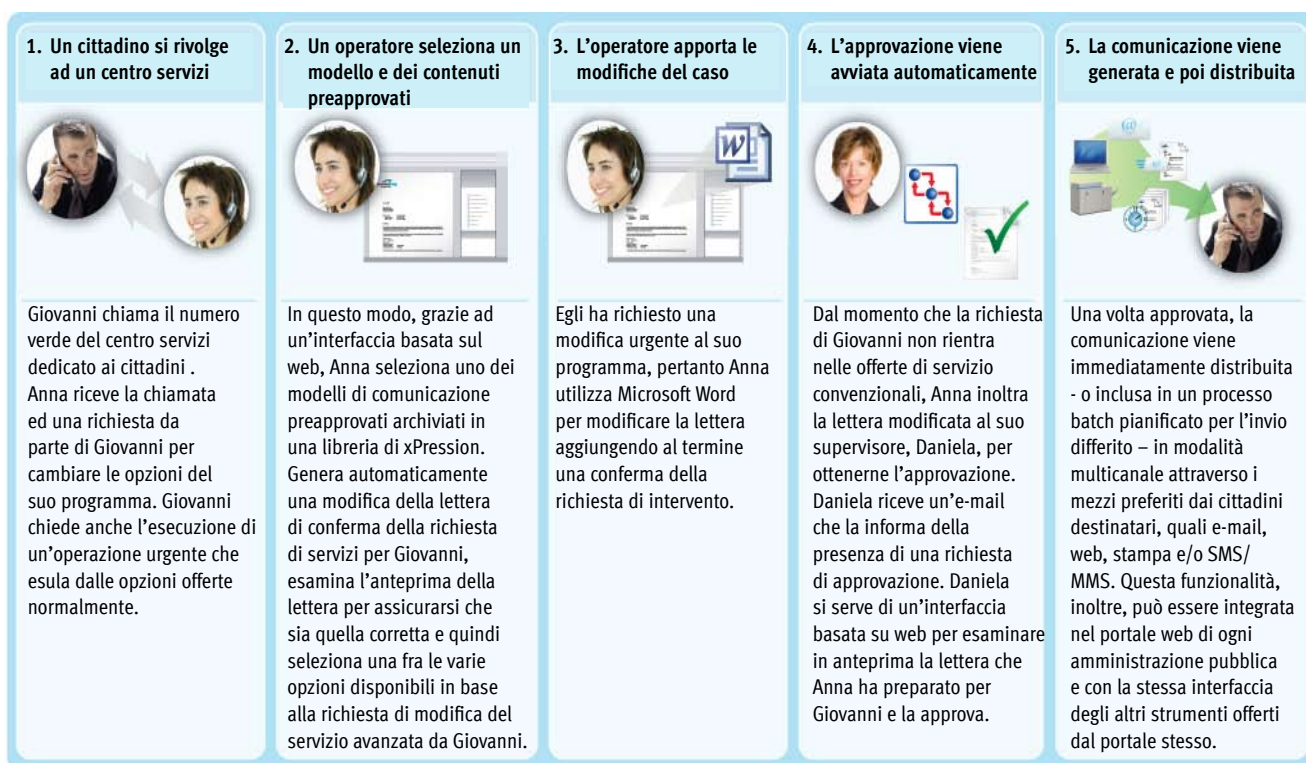 1. Un cittadino si rivolge
ad un centro servizi
Giovanni chiama il numero
verde del centro servizi
dedicato ai cittadini .
Anna riceve la chiamata
ed una richiesta da
parte di Giovanni per
cambiare le opzioni del
suo programma. Giovanni
chiede anche l'esecuzione di
un'operazione urgente che
esula dalle opzioni offerte
normalmente.
2. Un operatore seleziona un
modello e dei contenuti
preapprovati
In questo modo, grazie ad
un'interfaccia basata sul
web, Anna seleziona uno dei
modelli di comunicazione
preapprovati archiviati in
una libreria di xPression.
Genera automaticamente
una modifica della lettera
di conferma della richiesta
di servizi per Giovanni,
esamina l'anteprima della
lettera per assicurarsi che
sia quella corretta e quindi
seleziona una fra le varie
opzioni disponibili in base
alla richiesta di modifica del
servizio avanzata da Giovanni.
3. L'operatore apporta le
modifiche del caso
W
Egli ha richiesto una
modifica urgente al suo
programma, pertanto Anna
utilizza Microsoft Word
per modificare la lettera
aggiungendo al termine
una conferma della
richiesta di intervento.
4. L'approvazione viene
avviata automaticamente
Dal momento che la richiesta
di Giovanni non rientra
nelle offerte di servizio
convenzionali, Anna inoltra
la lettera modificata al suo
supervisore, Daniela, per
ottenerne l'approvazione.
Daniela riceve un'e-mail
che la informa della
presenza di una richiesta
di approvazione. Daniela
si serve di un'interfaccia
basata su web per esaminare
in anteprima la lettera che
Anna ha preparato per
Giovanni e la approva.
5. La comunicazione viene
generata e poi distribuita
@
Una volta approvata, la
comunicazione viene
immediatamente distribuita
- o inclusa in un processo
batch pianificato per l'invio
differito – in modalità
multicanale attraverso i
mezzi preferiti dai cittadini
destinatari, quali e-mail,
web, stampa e/o SMS/
MMS. Questa funzionalità,
inoltre, può essere integrata
nel portale web di ogni
amministrazione pubblica
e con la stessa interfaccia
degli altri strumenti offerti
dal portale stesso.